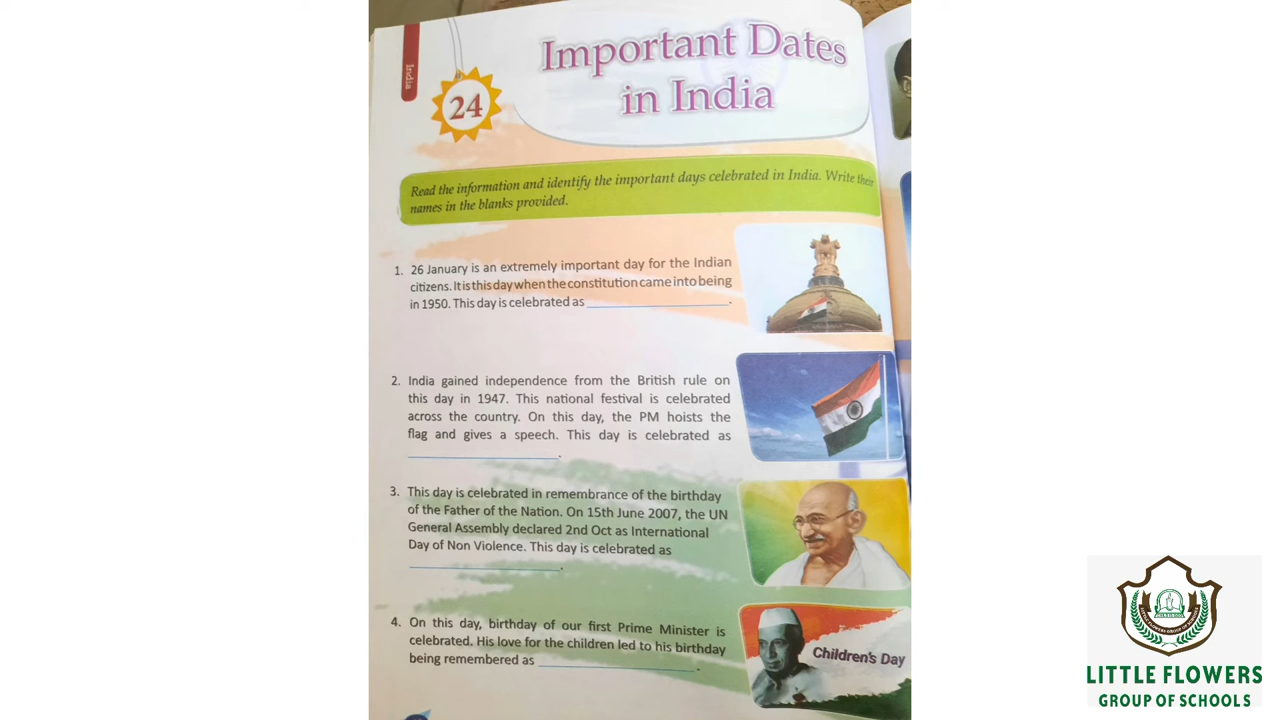 India
24
Important Dates
in India
Read the information and identify the important days celebrated in India. Write their
names in the blanks provided.
1. 26 January is an extremely important day for the Indian
citizens. It is this day when the constitution came into being
in 1950. This day is celebrated as ____________________.
2. India gained independence from the British rule on
this day in 1947. This national festival is celebrated
across the country. On this day, the PM hoists the
flag and gives a speech. This day is celebrated as
____________________.
3. This day is celebrated in remembrance of the birthday
of the Father of the Nation. On 15th June 2007, the UN
General Assembly declared 2nd Oct as International
Day of Non Violence. This day is celebrated as
____________________.
4. On this day, birthday of our first Prime Minister is
celebrated. His love for the children led to his birthday
being remembered as ____________________.
Children's Day
LITTLE FLOWERS
GROUP OF SCHOOLS